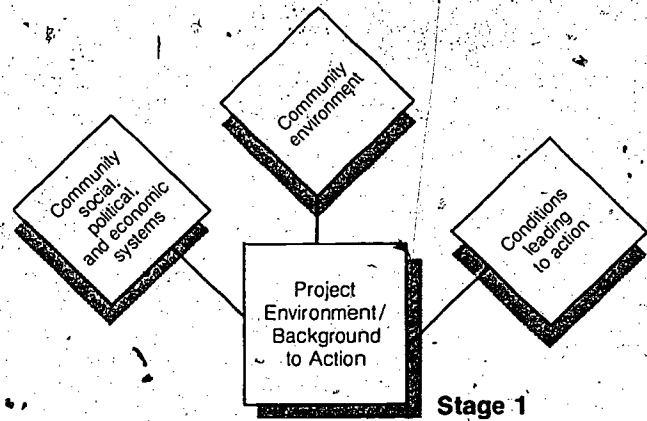 Community
environment
Community
social,
political,
and economic
systems
Conditions
leading
to action
Project
Environment/
Background
to Action
Stage 1